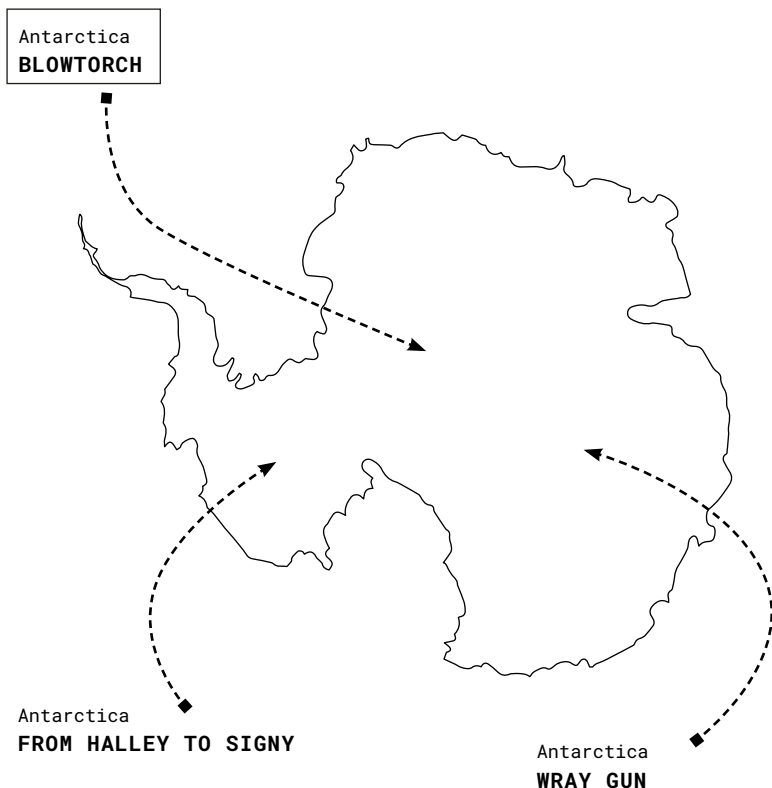 Antarctica
BLOWTORCH
Antarctica
FROM HALLEY TO SIGNY
Antarctica
WRAY GUN